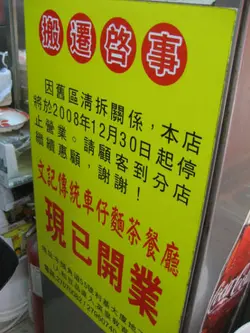 搬遷啓事
因舊區清拆關係，本店
將於2008年12月30日起停
止營業。請顧客到分店
繼續惠顧，謝謝！
文記傳統車仔麵茶餐廳
現已開業